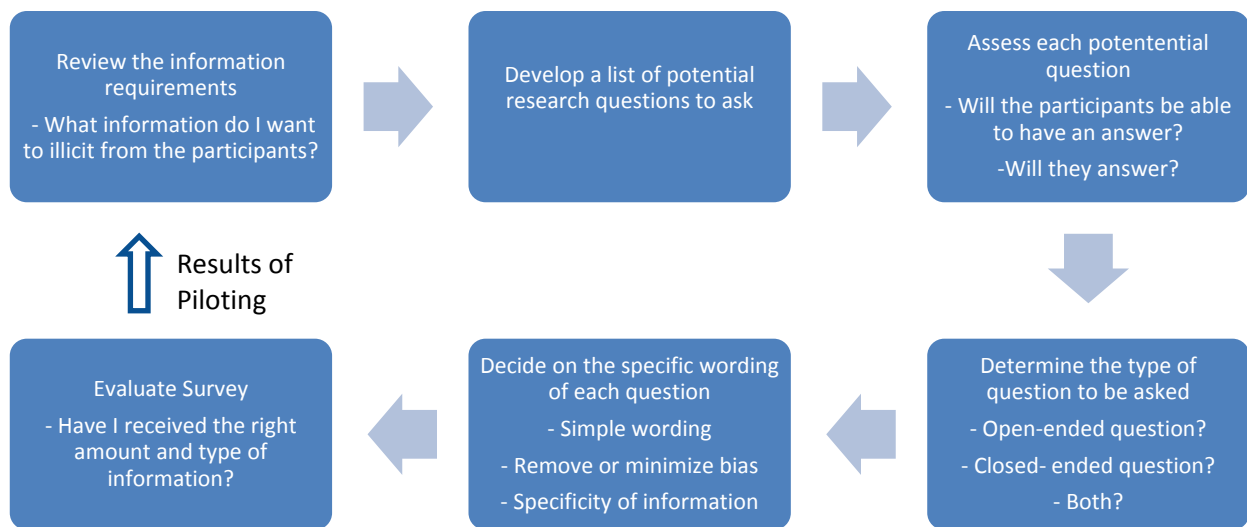 Review the information
requirements
- What information do I want
to illicit from the participants?
Develop a list of potential
research questions to ask
Assess each potentential
question
- Will the participants be able
to have an answer?
-Will they answer?
Determine the type of
question to be asked
- Open-ended question?
- Closed- ended question?
- Both?
Decide on the specific wording
of each question
- Simple wording
- Remove or minimize bias
- Specificity of information
Evaluate Survey
- Have I received the right
amount and type of
information?
Results of
Piloting